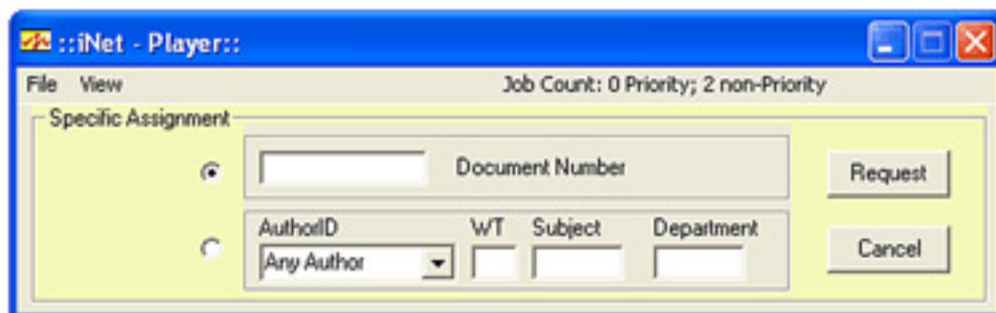 ::iNet - Player::
File View Job Count: 0 Priority; 2 non-Priority
Specific Assignment
Document Number Request
AuthorID WT Subject Department
Any Author Cancel